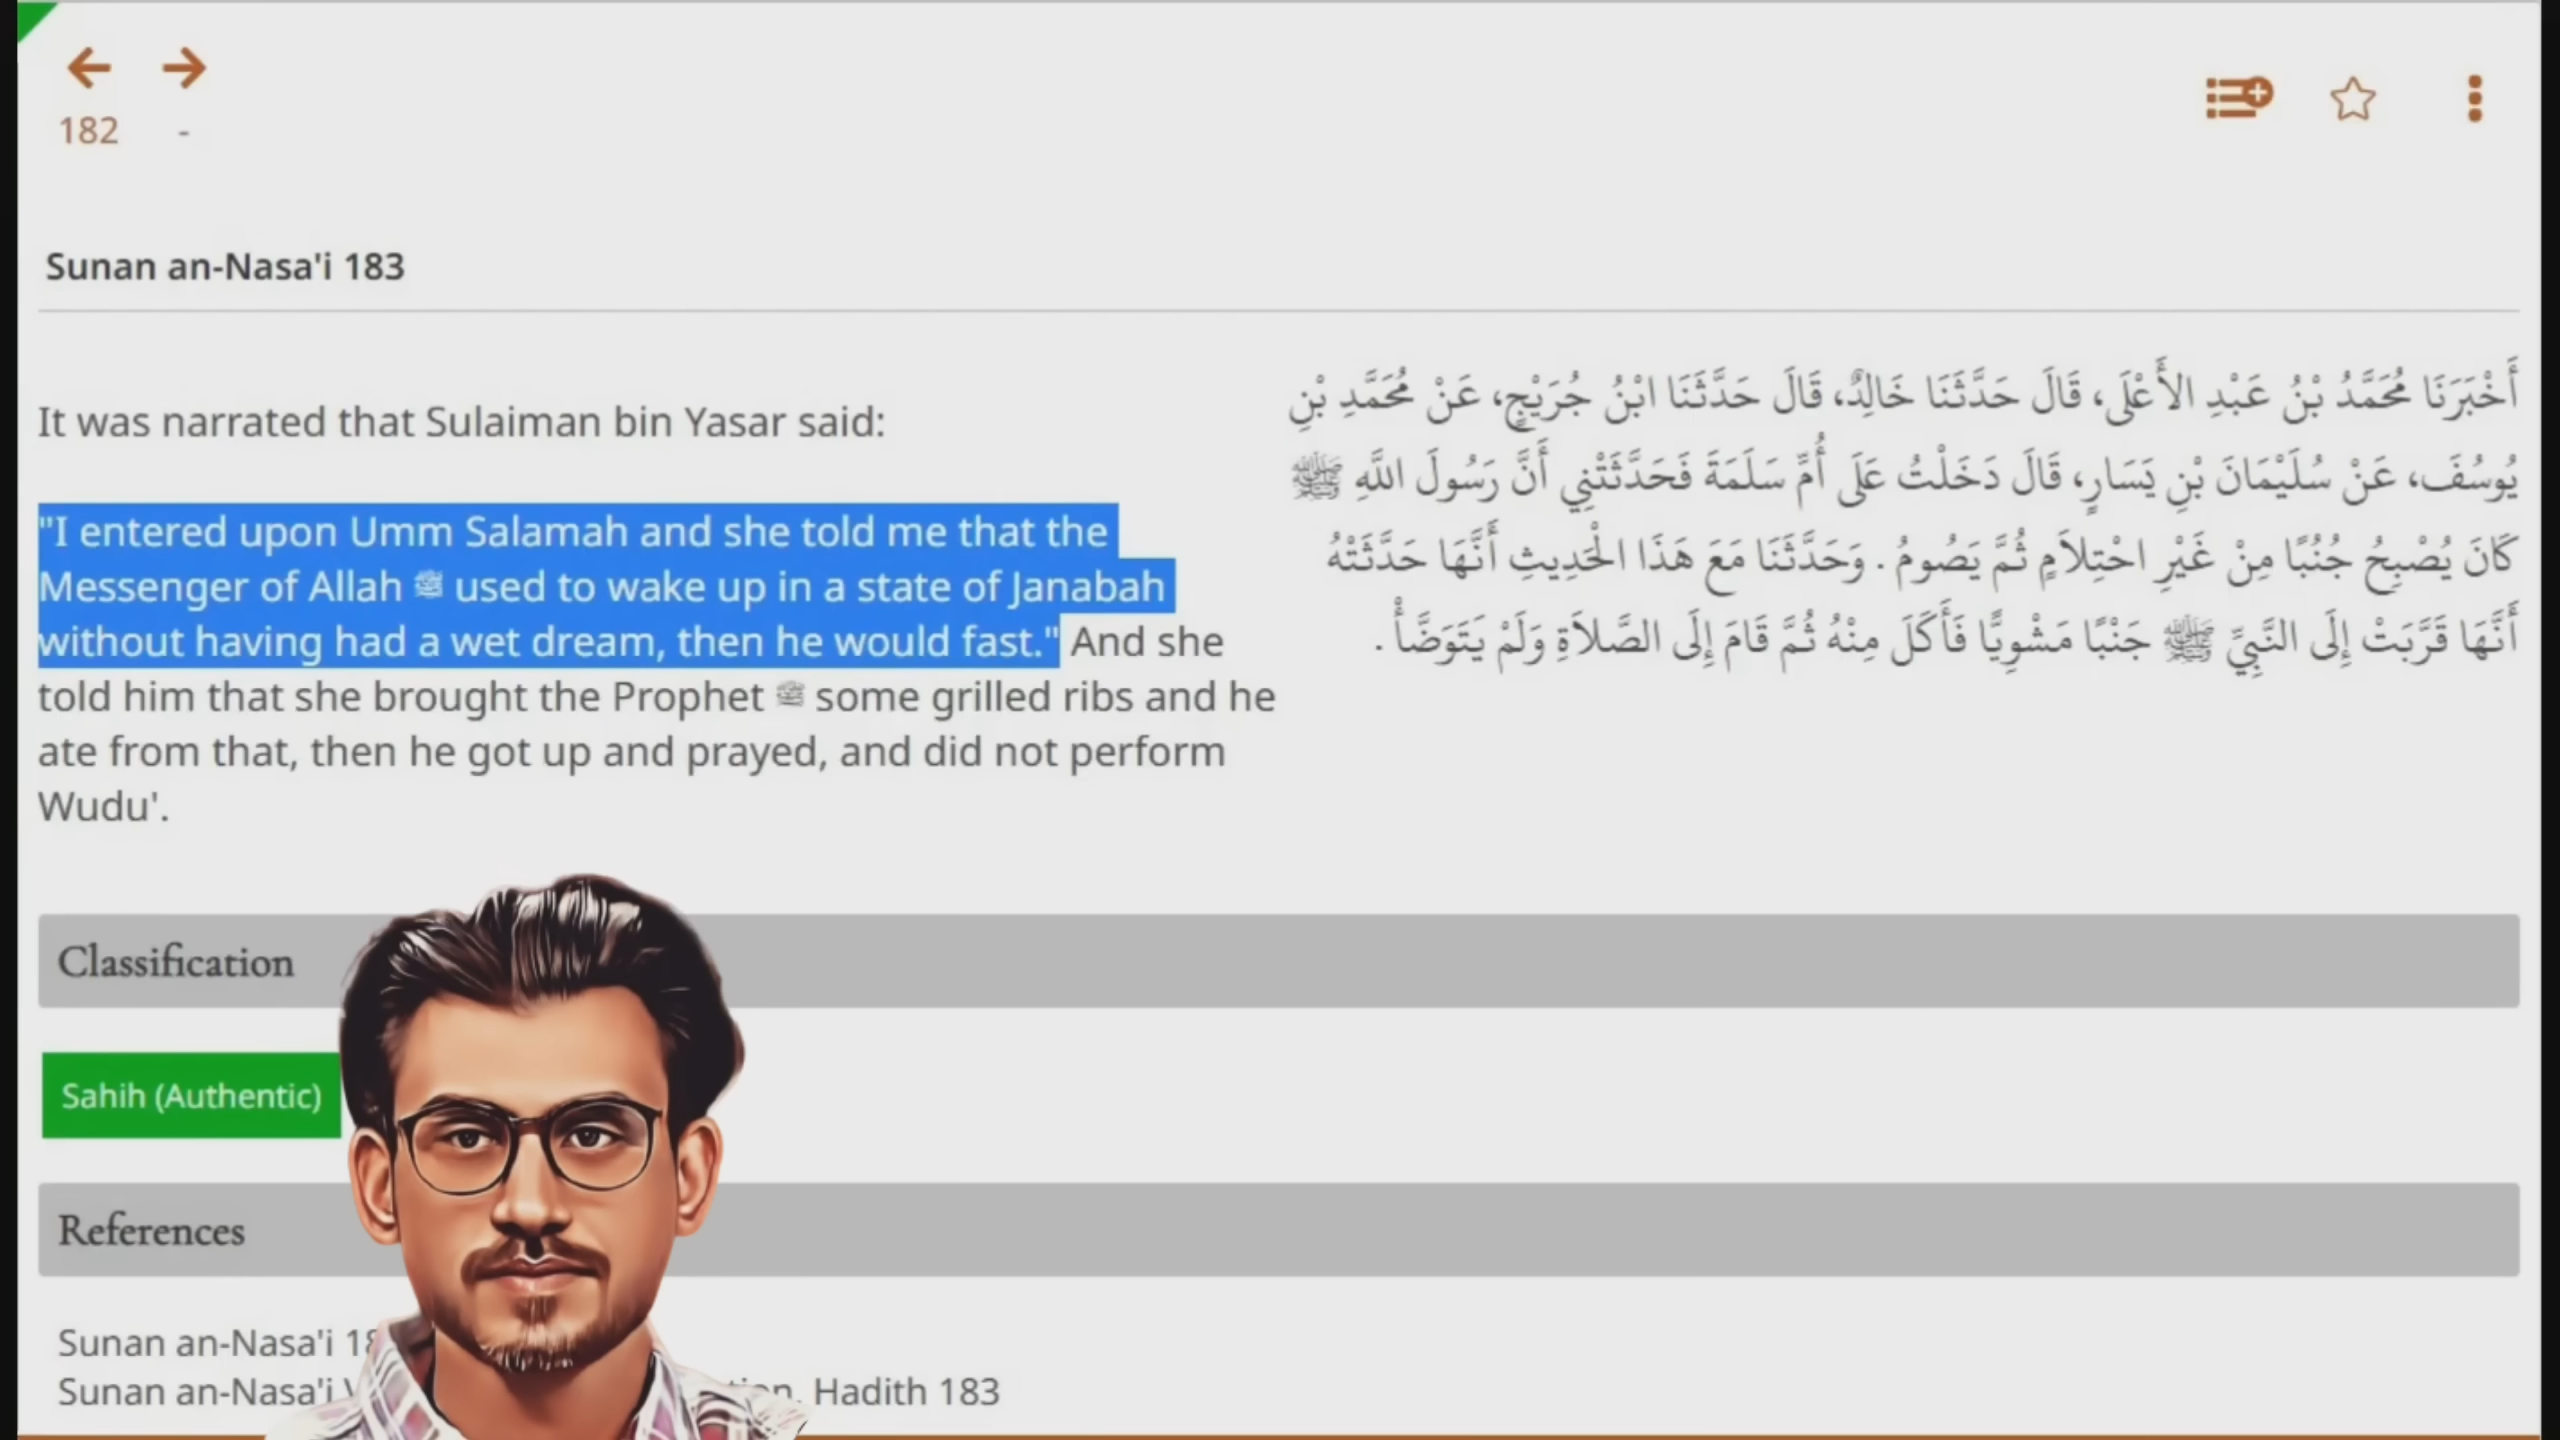 182 -
Sunan an-Nasa'i 183
It was narrated that Sulaiman bin Yasar said:
"I entered upon Umm Salamah and she told me that the
Messenger of Allah ﷺ used to wake up in a state of Janabah
without having had a wet dream, then he would fast." And she
told him that she brought the Prophet ﷺ some grilled ribs and he
ate from that, then he got up and prayed, and did not perform
Wudu'.
أَخْبَرَنَا مُحَمَّدُ بْنُ عَبْدِ الأَعْلَى، قَالَ حَدَّثَنَا خَالِدٌ، قَالَ حَدَّثَنَا ابْنُ جُرَيْجٍ، عَنْ مُحَمَّدِ بْنِ
يُوسُفَ، عَنْ سُلَيْمَانَ بْنِ يَسَارٍ، قَالَ دَخَلْتُ عَلَى أُمِّ سَلَمَةَ فَحَدَّثَتْنِي أَنَّ رَسُولَ اللَّهِ ﷺ
كَانَ يُصْبِحُ جُنُبًا مِنْ غَيْرِ احْتِلاَمٍ ثُمَّ يَصُومُ . وَحَدَّثَنَا مَعَ هَذَا الْحَدِيثِ أَنَّهَا حَدَّثَتْهُ
أَنَّهَا قَرَّبَتْ إِلَى النَّبِيِّ ﷺ جَنْبًا مَشْوِيًّا فَأَكَلَ مِنْهُ ثُمَّ قَامَ إِلَى الصَّلاَةِ وَلَمْ يَتَوَضَّأْ .
Classification
Sahih (Authentic)
References
Sunan an-Nasa'i
Sunan an-Nasa'i Hadith 183